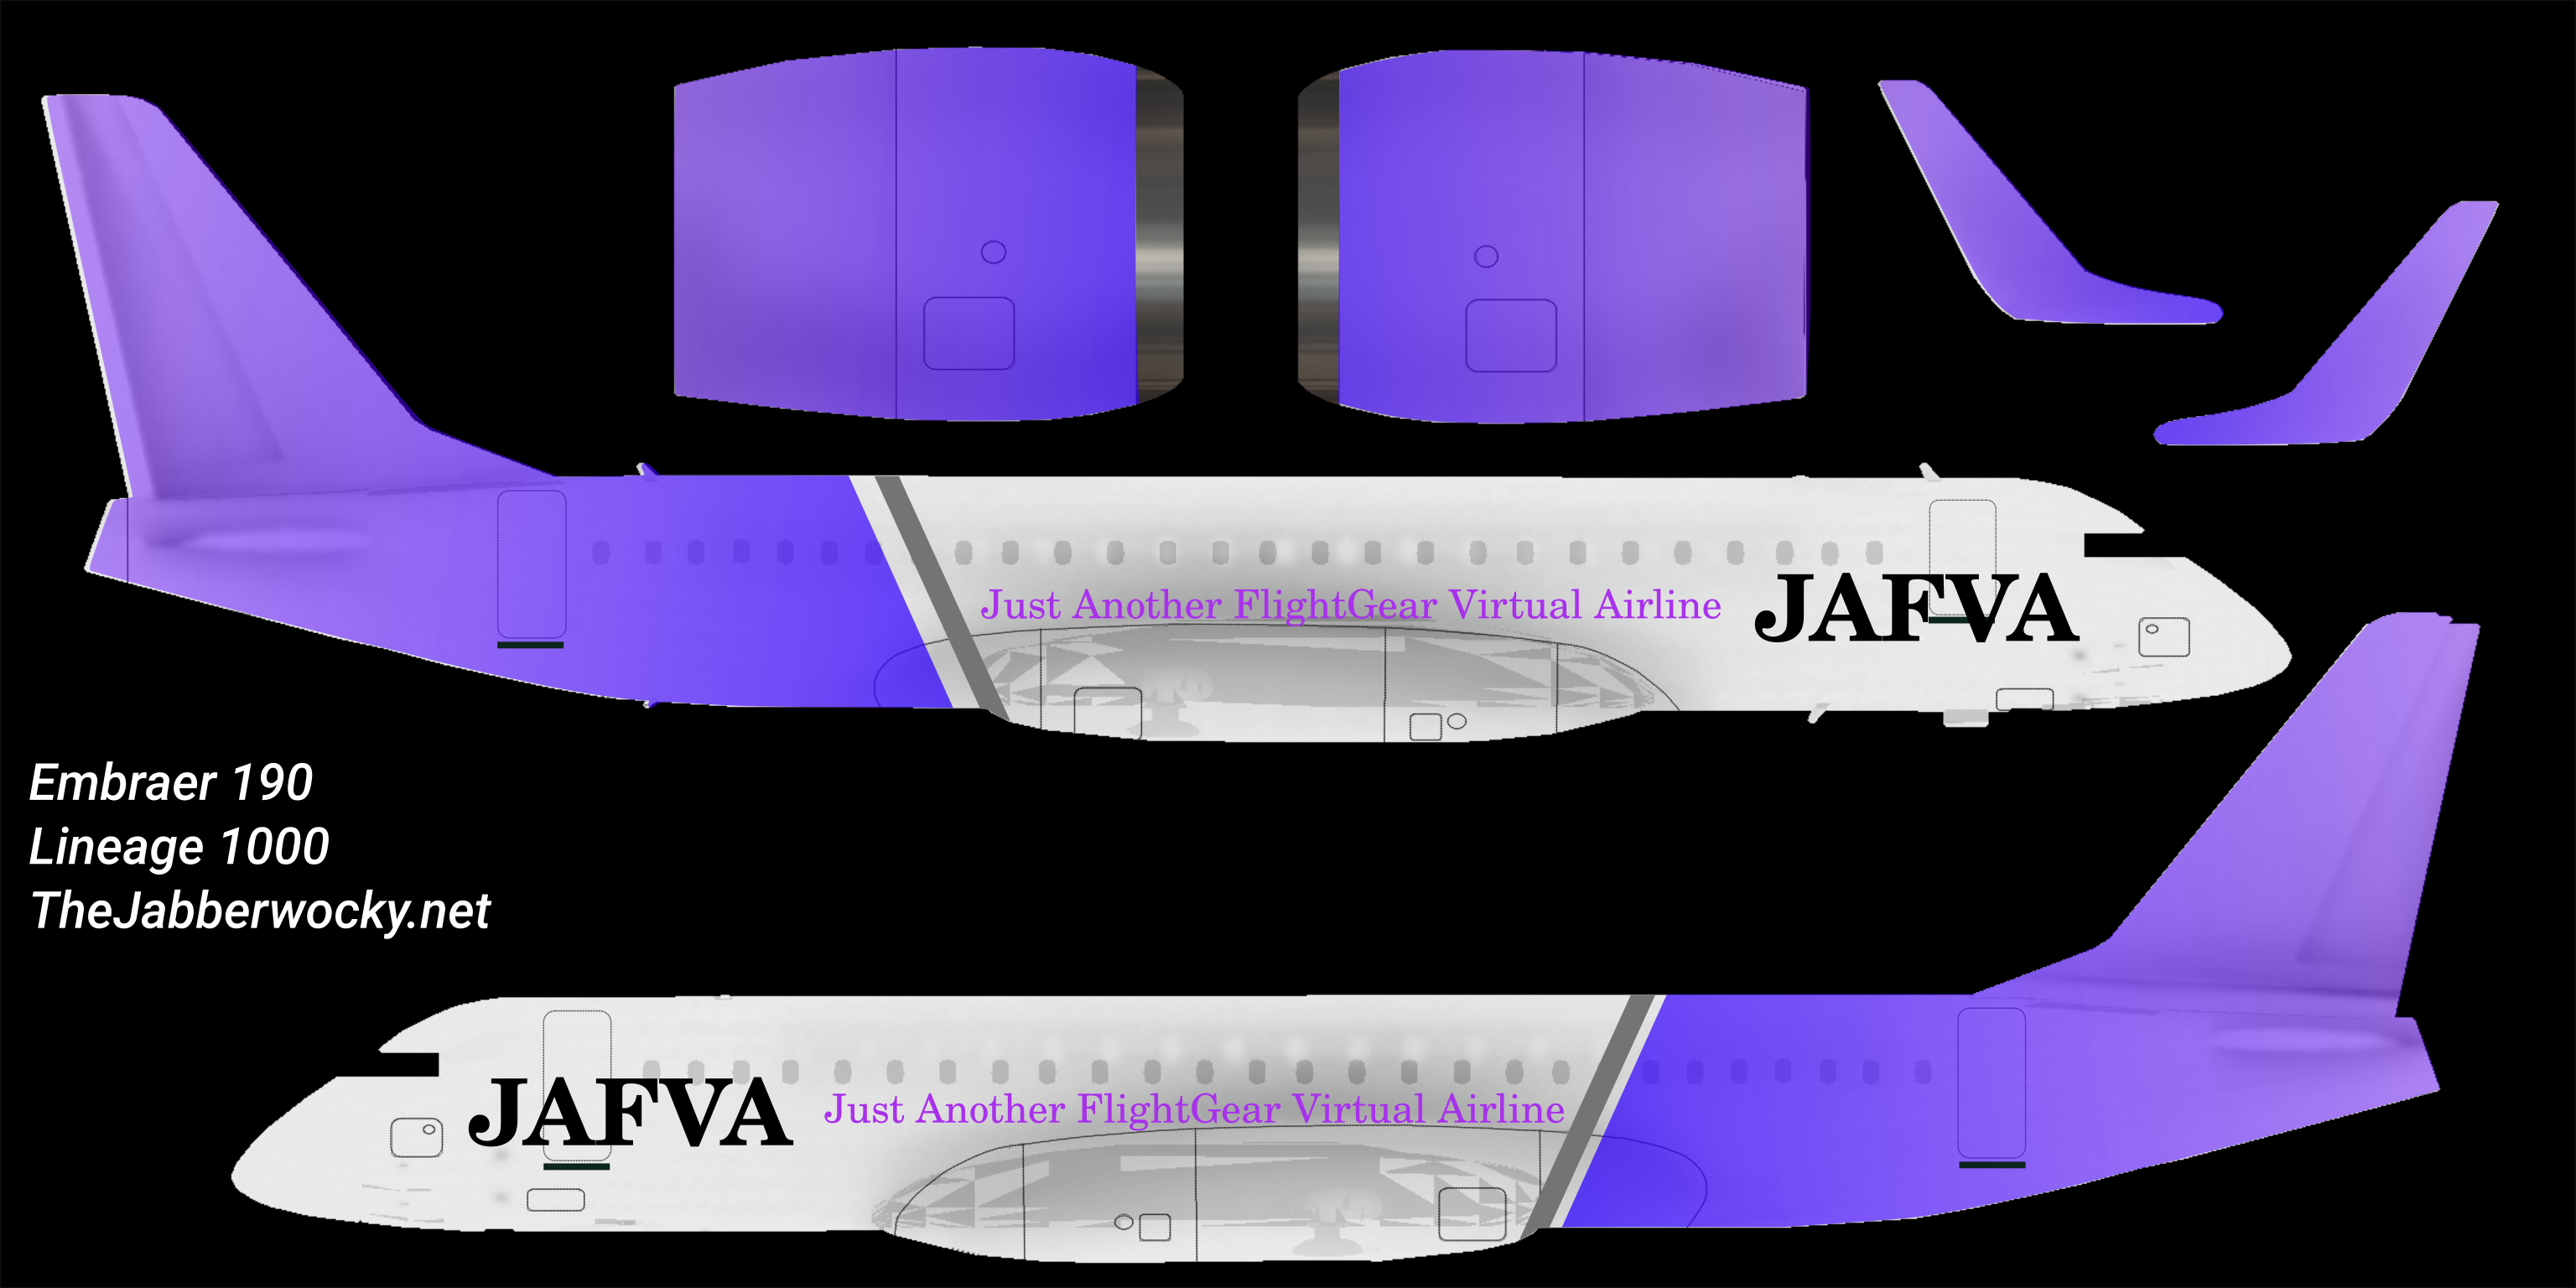 Just Another FlightGear Virtual Airline JAFVA
Embraer 190
Lineage 1000
TheJabberwocky.net
JAFVA Just Another FlightGear Virtual Airline